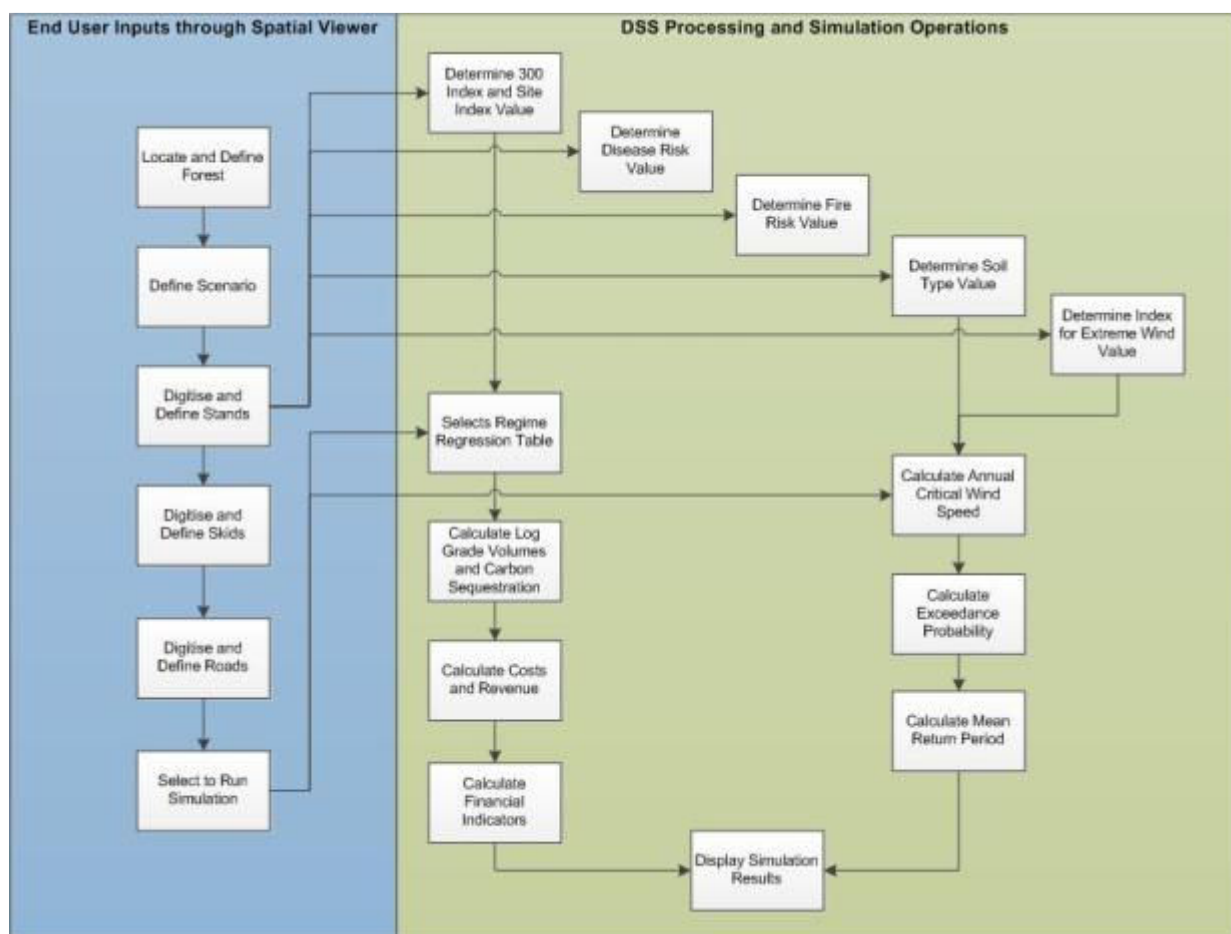 End User Inputs through Spatial Viewer
DSS Processing and Simulation Operations
Locate and Define
Forest
Define Scenario
Digitise and
Define Stands
Digitise and
Define Skids
Digitise and
Define Roads
Select to Run
Simulation
Determine 300
Index and Site
Index Value
Determine
Disease Risk
Value
Determine Fire
Risk Value
Determine Soil
Type Value
Determine Index
for Extreme Wind
Value
Selects Regime
Regression Table
Calculate Log
Grade Volumes
and Carbon
Sequestration
Calculate Costs
and Revenue
Calculate
Financial
Indicators
Calculate Annual
Critical Wind
Speed
Calculate
Exceedance
Probability
Calculate Mean
Return Period
Display Simulation
Results